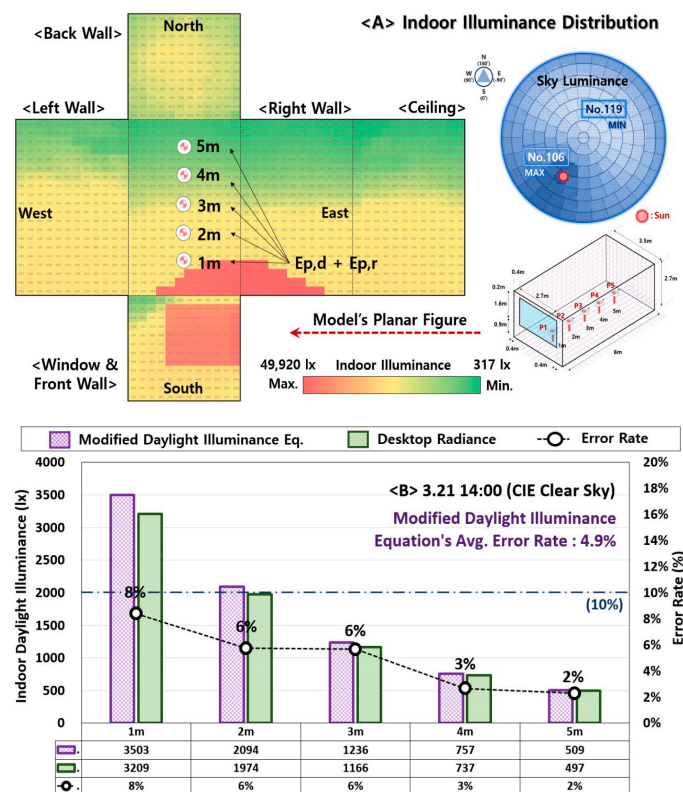 <A> Indoor Illuminance Distribution
<Back Wall>
North
<Left Wall>
<Right Wall>
<Ceiling>
5m
4m
3m
2m
1m
West
East
Ep,d + Ep,r
Model's Planar Figure
<Window &
Front Wall>
South
49,920 lx Indoor Illuminance 317 lx
Max.
Min.
N
(180°)
W
(90°)
E
(-90°)
S
(0°)
Sky Luminance
No.119
MIN
No.106
MAX
: Sun
3.5m
2.7m
0.4m
2.7m
0.2m
1.6m
0.9m
P1
P2
P3
P4
P5
1m
2m
3m
4m
5m
6m
0.4m
0.4m
Modified Daylight Illuminance Eq.
Desktop Radiance
Error Rate
<B> 3.21 14:00 (CIE Clear Sky)
Modified Daylight Illuminance
Equation's Avg. Error Rate : 4.9%
Indoor Daylight Illuminance (lx)
4000
3500
3000
2500
2000
1500
1000
500
0
20%
18%
16%
14%
12%
10%
8%
6%
4%
2%
0%
Error Rate (%)
(10%)
8%
6%
6%
3%
2%
1m 2m 3m 4m 5m
. 3503 2094 1236 757 509
. 3209 1974 1166 737 497
. 8% 6% 6% 3% 2%